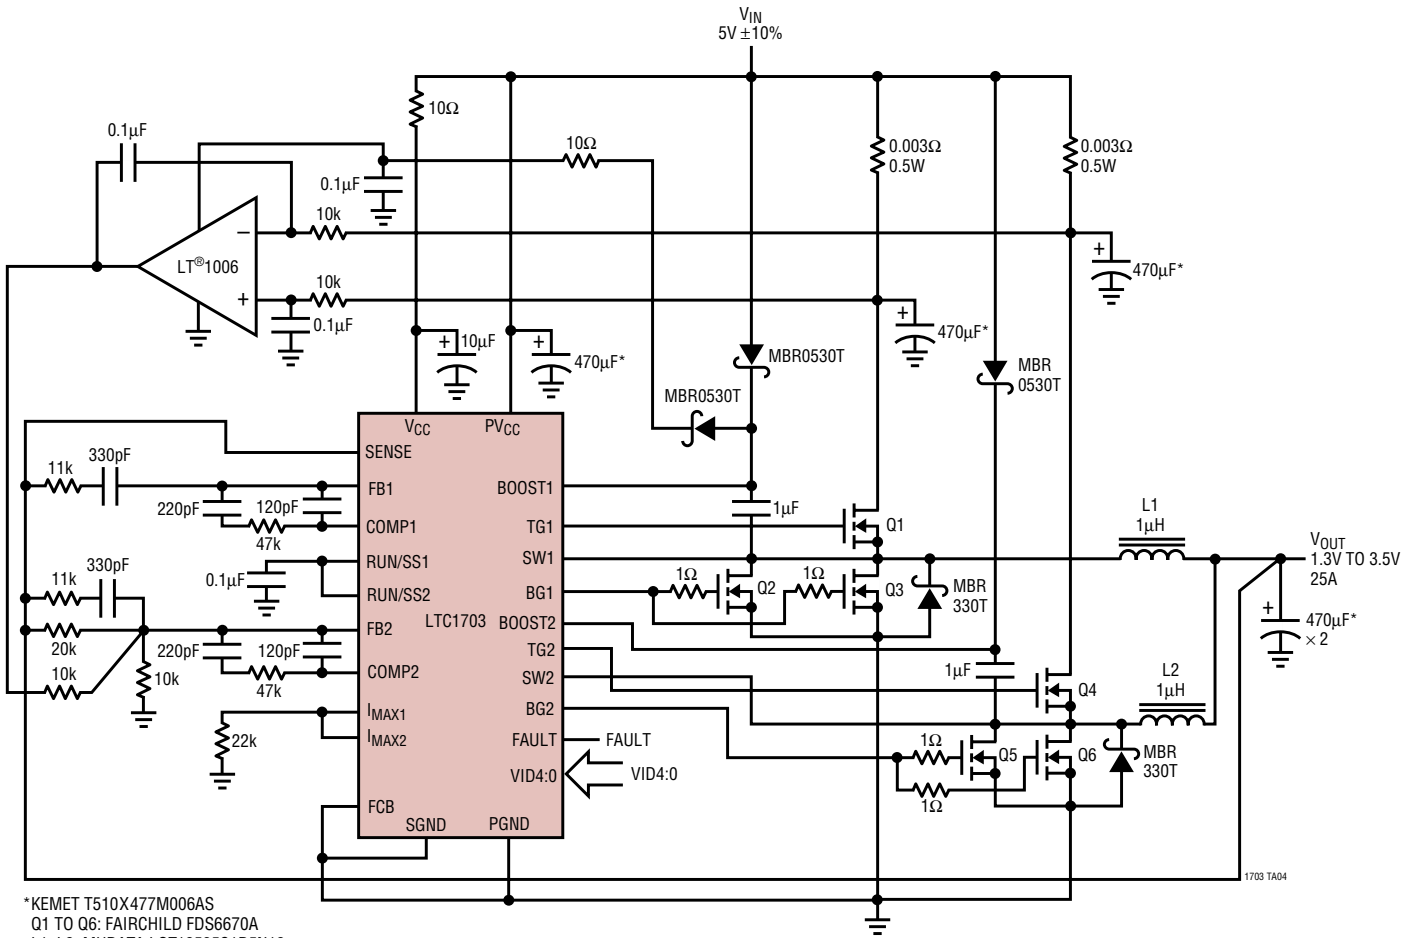 VIN
5V ±10%
10Ω
0.1µF
10Ω
0.003Ω
0.5W
0.003Ω
0.5W
0.1µF
10k
–
LT®1006
470µF*
10k
+
0.1µF
+
+
10µF
+
470µF*
+
470µF*
MBR0530T
MBR
0530T
MBR0530T
VCC
PVCC
SENSE
330pF
11k
FB1
BOOST1
220pF
120pF
1µF
L1
1µH
COMP1
TG1
Q1
47k
VOUT
1.3V TO 3.5V
25A
RUN/SS1
SW1
330pF
11k
0.1µF
1Ω
Q2
1Ω
Q3
MBR
330T
RUN/SS2
BG1
+
470µF*
× 2
LTC1703
BOOST2
FB2
20k
220pF
120pF
TG2
10k
10k
COMP2
47k
SW2
1µF
L2
1µH
Q4
IMAX1
BG2
22k
IMAX2
FAULT
FAULT
1Ω
Q5
Q6
MBR
330T
VID4:0
VID4:0
1Ω
FCB
SGND
PGND
1703 TA04
*KEMET T510X477M006AS
Q1 TO Q6: FAIRCHILD FDS6670A